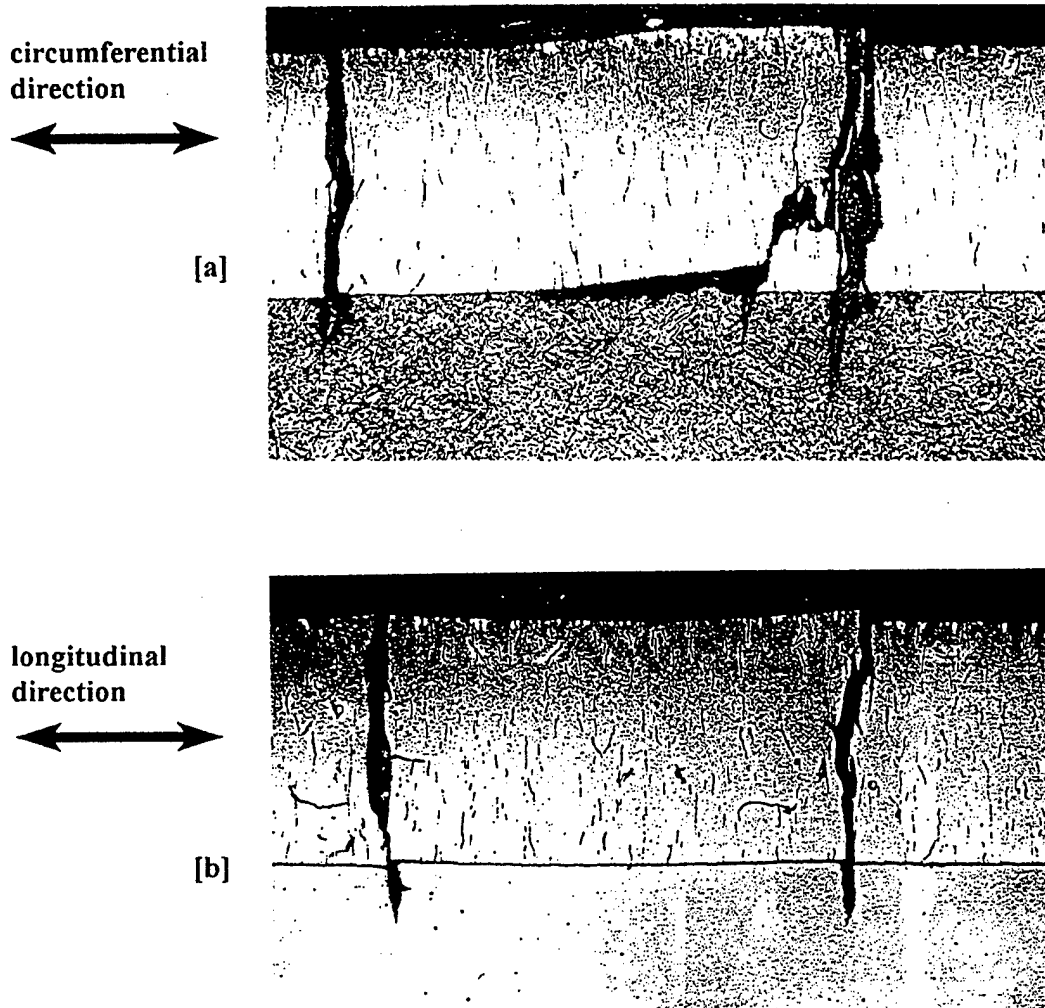 circumferential
direction
[a]
longitudinal
direction
[b]